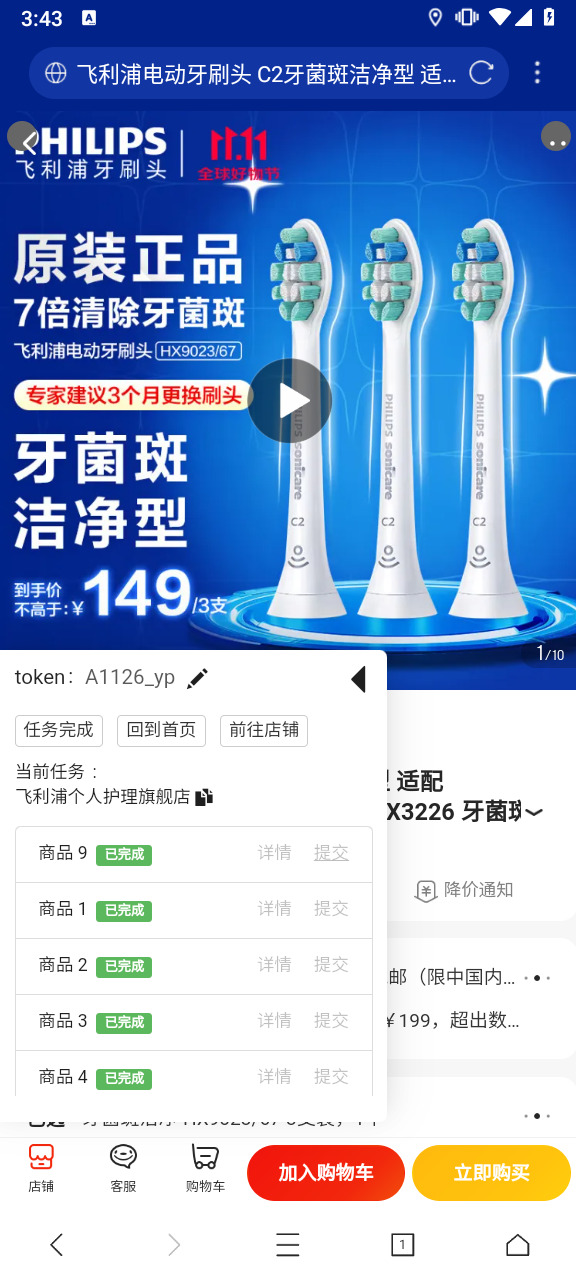 3:43
A
飞利浦电动牙刷头 C2牙菌斑洁净型 适...
PHILIPS
飞利浦牙刷头
11.11
全球好物节
原装正品
7倍清除牙菌斑
飞利浦电动牙刷头 HX9023/67
专家建议3个月更换刷头
牙菌斑
洁净型
到手价
不高于:¥ 149/3支
PHILIPS sonicare
C2
PHILIPS sonicare
C2
PHILIPS sonicare
C2
1/10
token： A1126_yp
任务完成 回到首页 前往店铺
当前任务 ：
飞利浦个人护理旗舰店
商品 9 已完成 详情 提交
商品 1 已完成 详情 提交
商品 2 已完成 详情 提交
商品 3 已完成 详情 提交
商品 4 已完成 详情 提交
适配
X3226 牙菌斑
¥ 降价通知
邮（限中国内...
¥199，超出数...
店铺
客服
购物车
加入购物车
立即购买
1